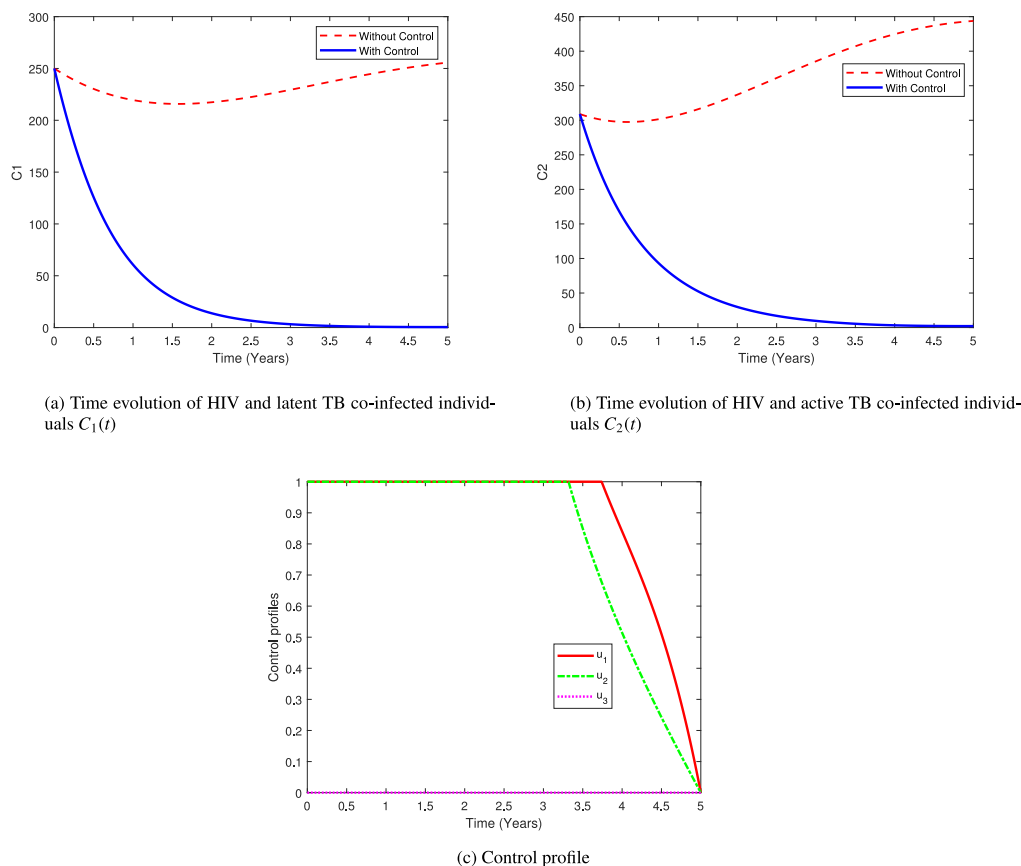 300
250
200
150
100
50
0
C1
Without Control
With Control
0 0.5 1 1.5 2 2.5 3 3.5 4 4.5 5
Time (Years)
450
400
350
300
250
200
150
100
50
0
C2
Without Control
With Control
0 0.5 1 1.5 2 2.5 3 3.5 4 4.5 5
Time (Years)
(a) Time evolution of HIV and latent TB co-infected individ-
uals C₁(t)
(b) Time evolution of HIV and active TB co-infected individ-
uals C₂(t)
1
0.9
0.8
0.7
0.6
0.5
0.4
0.3
0.2
0.1
0
Control profiles
u₁
u₂
u₃
0 0.5 1 1.5 2 2.5 3 3.5 4 4.5 5
Time (Years)
(c) Control profile